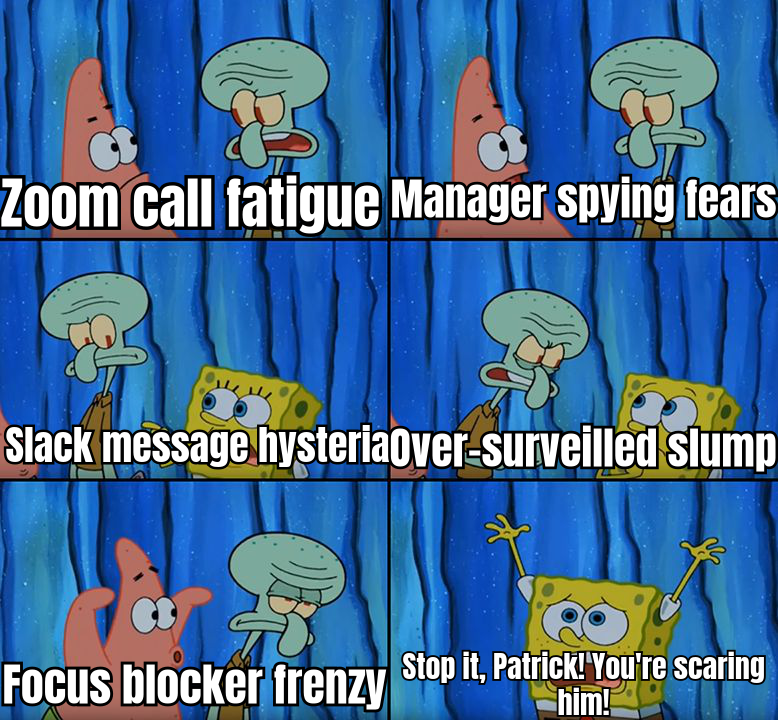 Zoom call fatigue
Manager spying fears
Slack message hysteria
Over-surveilled slump
Focus blocker frenzy
Stop it, Patrick! You're scaring
him!